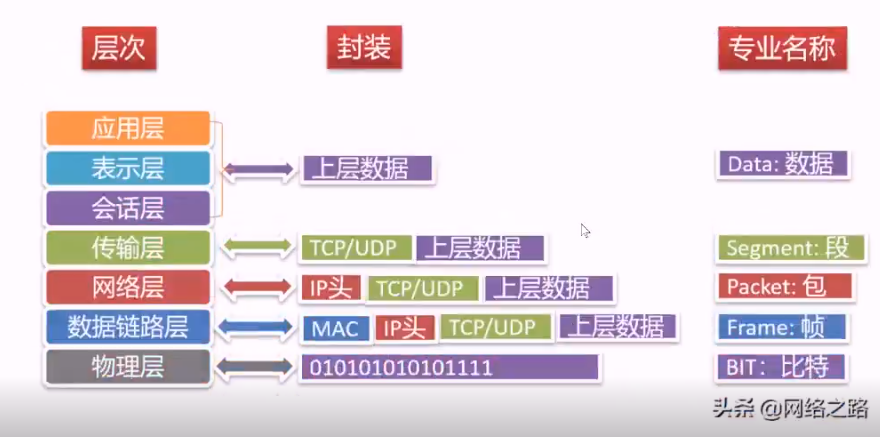 层次 封装 专业名称
应用层
表示层 上层数据 Data: 数据
会话层
传输层 TCP/UDP 上层数据 Segment: 段
网络层 IP头 TCP/UDP 上层数据 Packet: 包
数据链路层 MAC IP头 TCP/UDP 上层数据 Frame: 帧
物理层 010101010101111 BIT：比特
头条 @网络之路